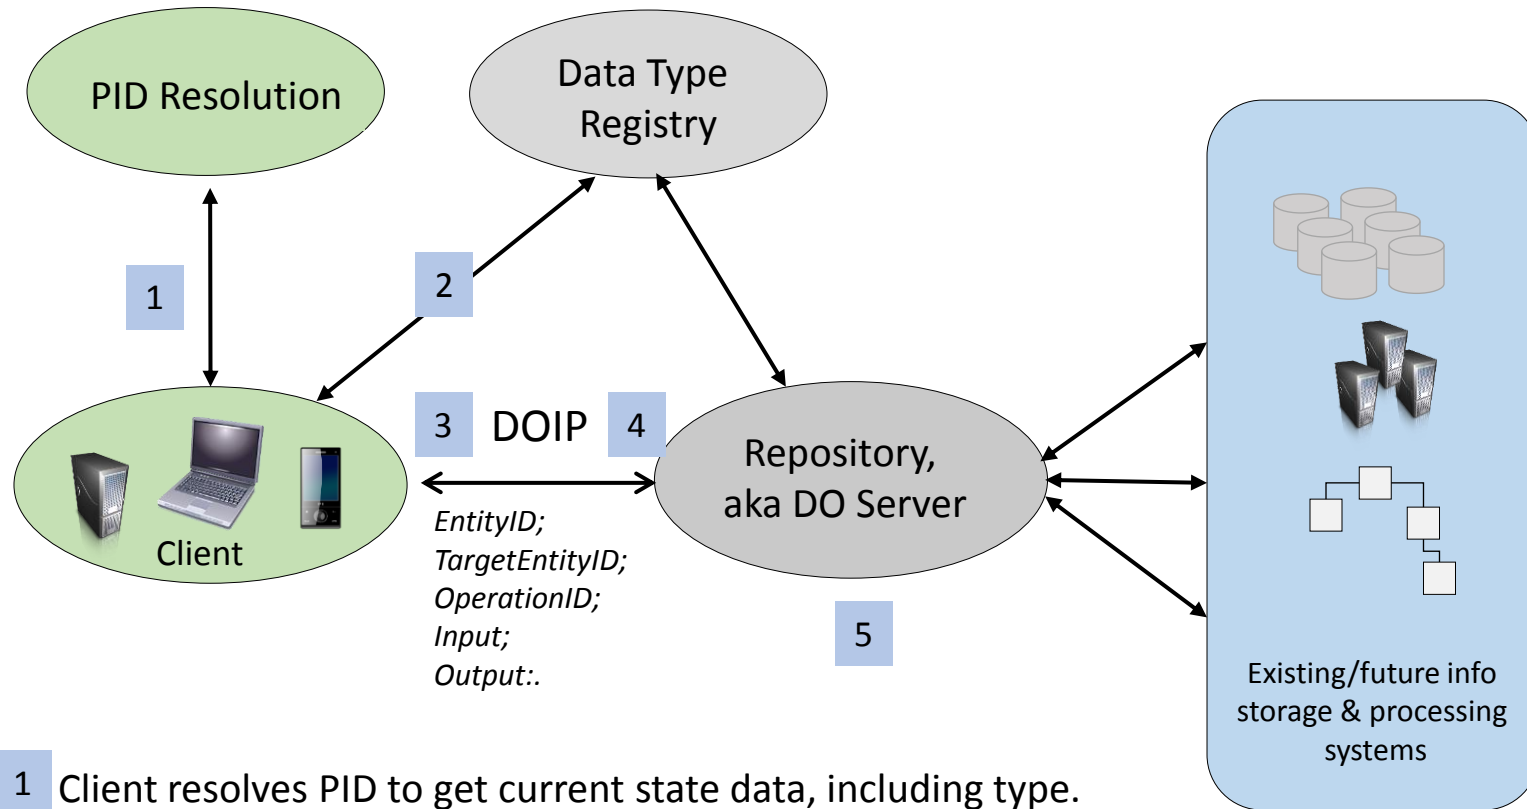 PID Resolution
Data Type
Registry
1
2
3
DOIP
4
Client
EntityID;
TargetEntityID;
OperationID;
Input;
Output:.
Repository,
aka DO Server
5
Existing/future info
storage & processing
systems
1 Client resolves PID to get current state data, including type.